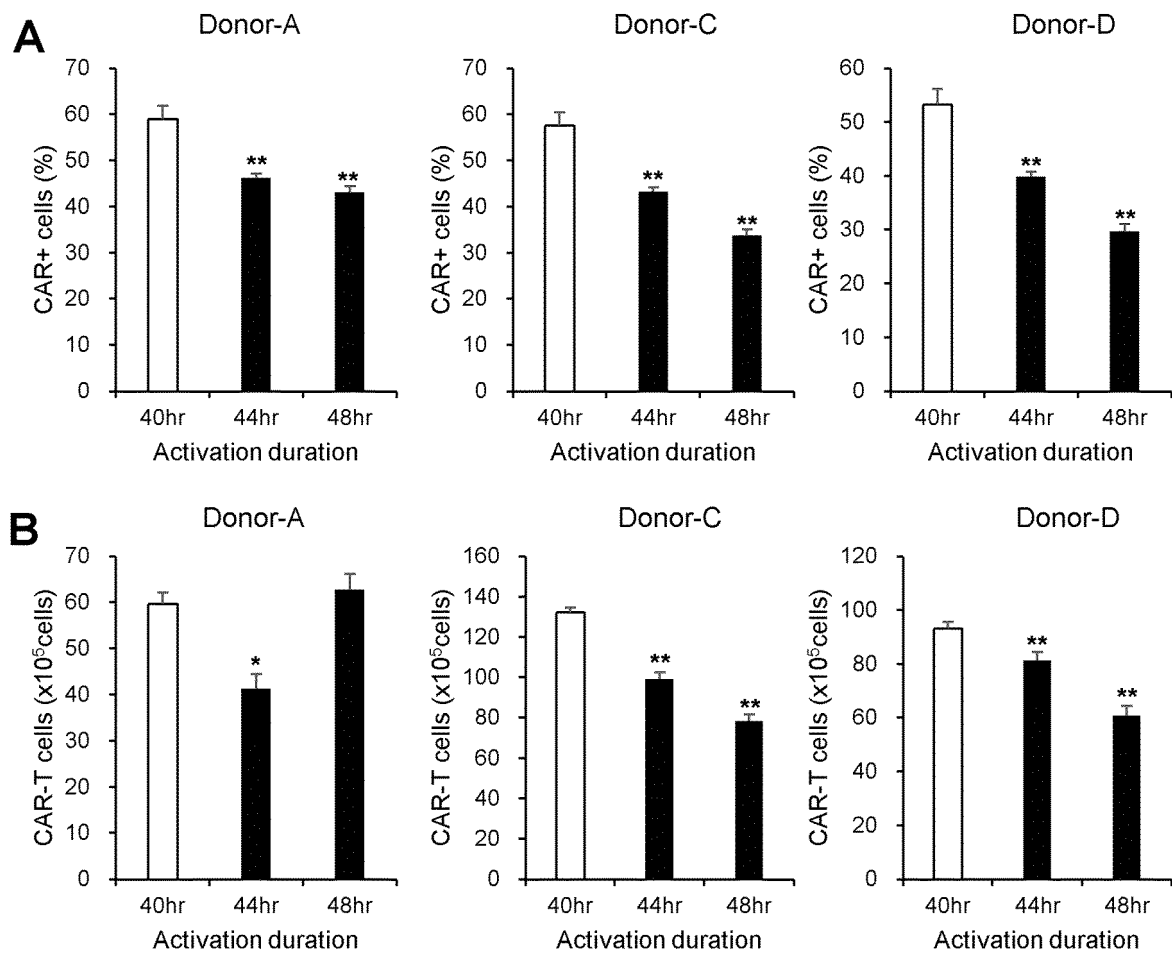 A
Donor-A
Donor-C
Donor-D
CAR+ cells (%)
70
60
50
40
30
20
10
0
**
**
40hr 44hr 48hr
Activation duration
CAR+ cells (%)
70
60
50
40
30
20
10
0
**
**
40hr 44hr 48hr
Activation duration
CAR+ cells (%)
60
50
40
30
20
10
0
**
**
40hr 44hr 48hr
Activation duration
B
Donor-A
Donor-C
Donor-D
CAR-T cells (x10⁵cells)
70
60
50
40
30
20
10
0
*
40hr 44hr 48hr
Activation duration
CAR-T cells (x10⁵cells)
160
140
120
100
80
60
40
20
0
**
**
40hr 44hr 48hr
Activation duration
CAR-T cells (x10⁵cells)
120
100
80
60
40
20
0
**
**
40hr 44hr 48hr
Activation duration